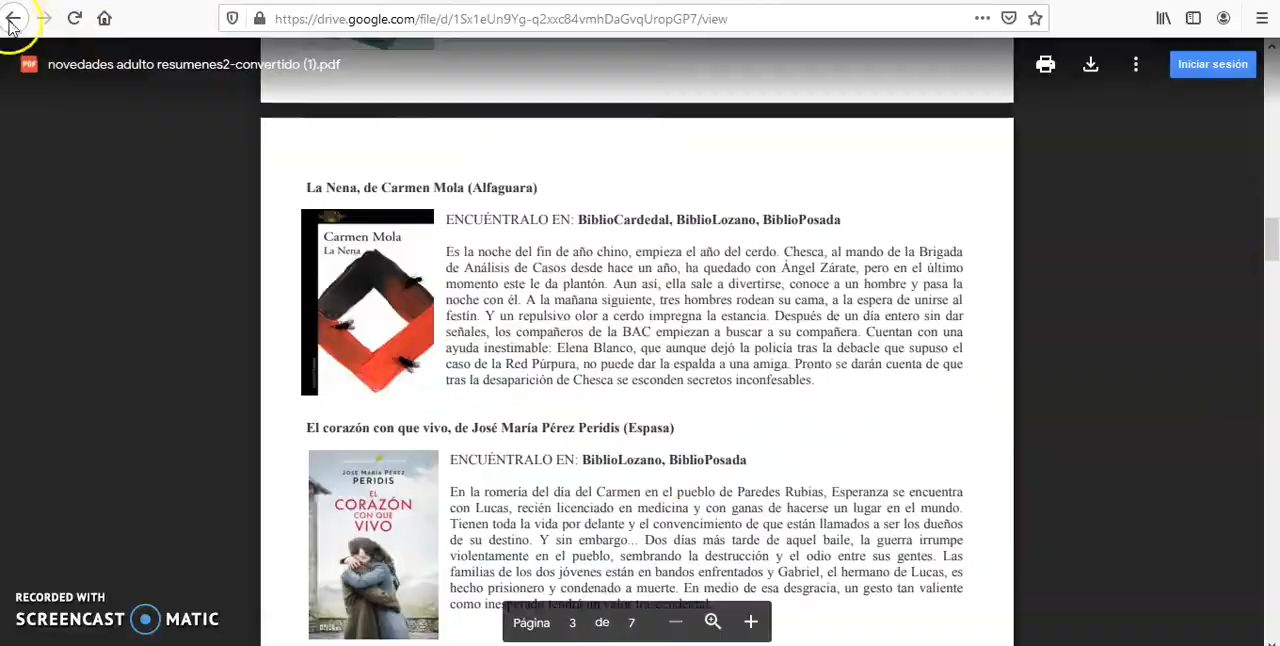 https://drive.google.com/file/d/1Sx1eUn9Yg-q2xxc84vmhDaGvqUropGP7/view
novedades adulto resumenes2-convertido (1).pdf
Iniciar sesión
La Nena, de Carmen Mola (Alfaguara)
Carmen Mola
La Nena
ENCUÉNTRALO EN: BiblioCardedal, BiblioLozano, BiblioPosada
Es la noche del fin de año chino, empieza el año del cerdo. Chesca, al mando de la Brigada
de Análisis de Casos desde hace un año, ha quedado con Ángel Zárate, pero en el último
momento este le da plantón. Aun así, ella sale a divertirse, conoce a un hombre y pasa la
noche con él. A la mañana siguiente, tres hombres rodean su cama, a la espera de unirse al
festín. Y un repulsivo olor a cerdo impregna la estancia. Después de un día entero sin dar
señales, los compañeros de la BAC empiezan a buscar a su compañera. Cuentan con una
ayuda inestimable: Elena Blanco, que aunque dejó la policía tras la debacle que supuso el
caso de la Red Púrpura, no puede dar la espalda a una amiga. Pronto se darán cuenta de que
tras la desaparición de Chesca se esconden secretos inconfesables.
El corazón con que vivo, de José María Pérez Peridis (Espasa)
JOSÉ MARÍA PÉREZ
PERIDIS
EL
CORAZÓN
CON QUE
VIVO
ENCUÉNTRALO EN: BiblioLozano, BiblioPosada
En la romería del día del Carmen en el pueblo de Paredes Rubias, Esperanza se encuentra
con Lucas, recién licenciado en medicina y con ganas de hacerse un lugar en el mundo.
Tienen toda la vida por delante y el convencimiento de que están llamados a ser los dueños
de su destino. Y sin embargo... Dos días más tarde de aquel baile, la guerra irrumpe
violentamente en el pueblo, sembrando la destrucción y el odio entre sus gentes. Las
familias de los dos jóvenes están en bandos enfrentados y Gabriel, el hermano de Lucas, es
hecho prisionero y condenado a muerte. En medio de esa desgracia, un gesto tan valiente
como inesperado tendrá un valor trascendental.
Página 3 de 7
RECORDED WITH
SCREENCAST MATIC